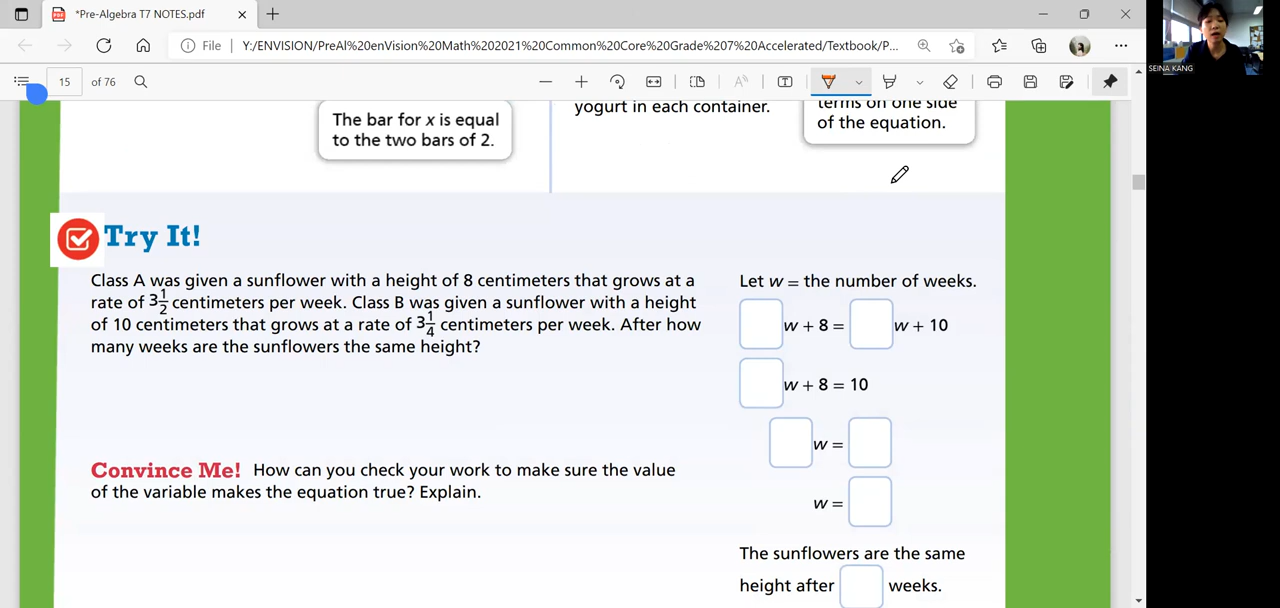 *Pre-Algebra T7 NOTES.pdf
File Y:/ENVISION/PreAl%20enVision%20Math%202021%20Common%20Core%20Grade%207%20Accelerated/Textbook/P...
15 of 76
SEINA KANG
The bar for x is equal
to the two bars of 2.
yogurt in each container.
terms on one side
of the equation.
Try It!
Class A was given a sunflower with a height of 8 centimeters that grows at a
rate of 3 1/2 centimeters per week. Class B was given a sunflower with a height
of 10 centimeters that grows at a rate of 3 1/4 centimeters per week. After how
many weeks are the sunflowers the same height?
Convince Me! How can you check your work to make sure the value
of the variable makes the equation true? Explain.
Let w = the number of weeks.
w + 8 = w + 10
w + 8 = 10
w =
w =
The sunflowers are the same
height after weeks.